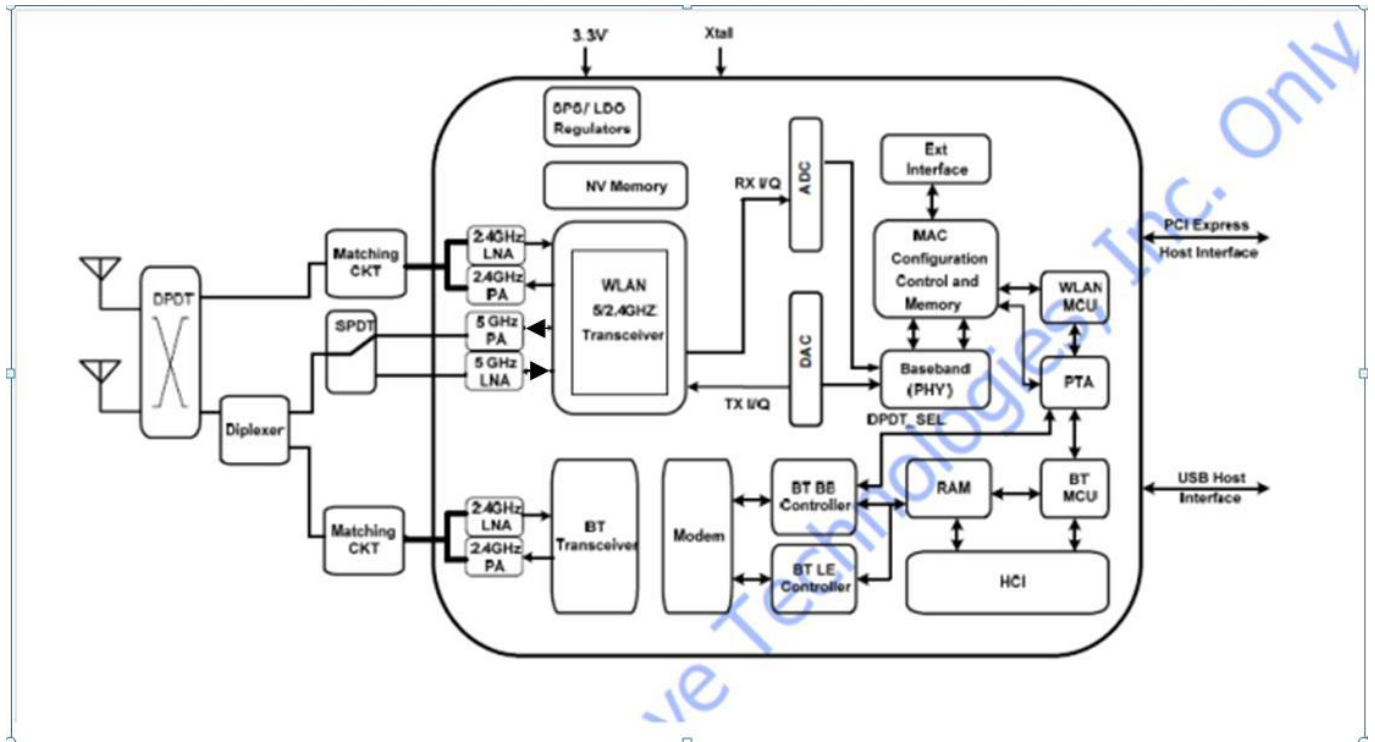 3.3V
Xtall
SPS/ LDO
Regulators
NV Memory
ADC
RX I/Q
Ext
Interface
2.4GHz
LNA
2.4GHz
PA
Matching
CKT
WLAN
5/2.4GHZ
Transceiver
MAC
Configuration
Control and
Memory
PCI Express
Host Interface
WLAN
MCU
DPDT
SPDT
5 GHz
PA
5 GHz
LNA
DAC
TX I/Q
Baseband
(PHY)
PTA
DPDT_SEL
Diplexer
2.4GHz
LNA
2.4GHz
PA
Matching
CKT
BT
Transceiver
Modem
BT BB
Controller
BT LE
Controller
RAM
BT
MCU
HCI
USB Host
Interface
ve Technologies, Inc. Only